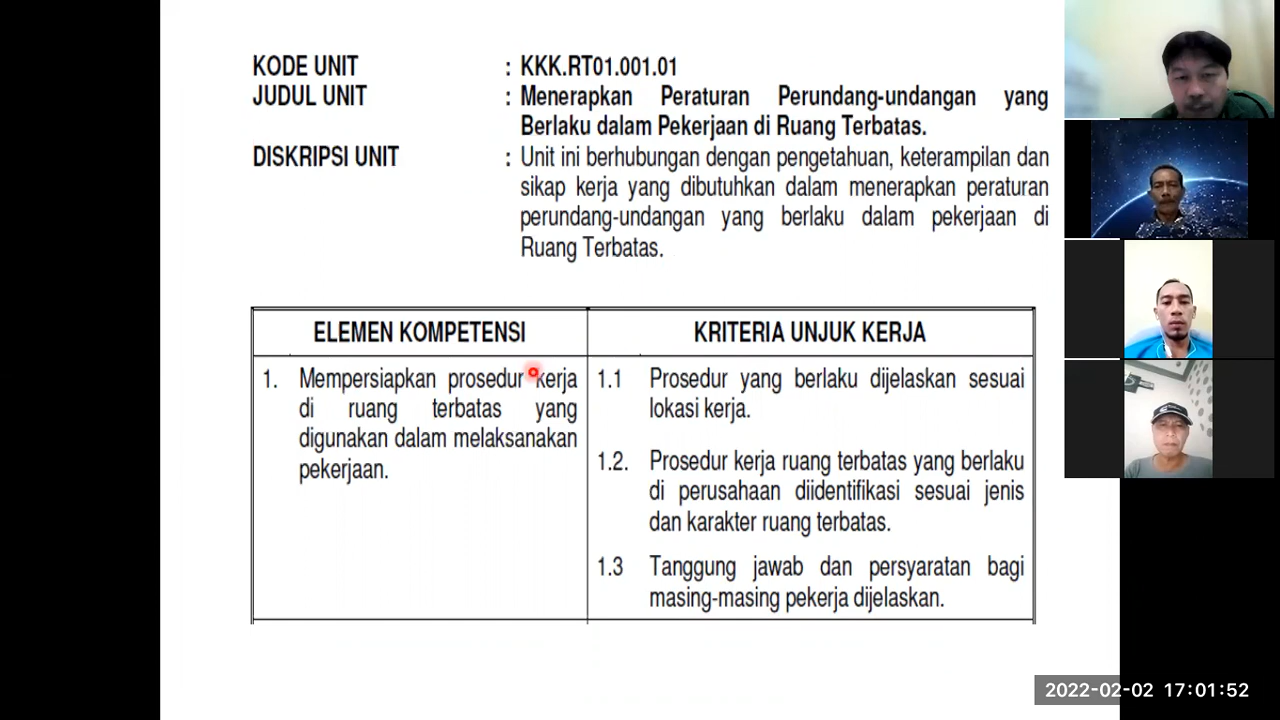 KODE UNIT : KKK.RT01.001.01
JUDUL UNIT : Menerapkan Peraturan Perundang-undangan yang
Berlaku dalam Pekerjaan di Ruang Terbatas.
DISKRIPSI UNIT : Unit ini berhubungan dengan pengetahuan, keterampilan dan
sikap kerja yang dibutuhkan dalam menerapkan peraturan
perundang-undangan yang berlaku dalam pekerjaan di
Ruang Terbatas.
ELEMEN KOMPETENSI
KRITERIA UNJUK KERJA
1. Mempersiapkan prosedur kerja
di ruang terbatas yang
digunakan dalam melaksanakan
pekerjaan.
1.1 Prosedur yang berlaku dijelaskan sesuai
lokasi kerja.
1.2. Prosedur kerja ruang terbatas yang berlaku
di perusahaan diidentifikasi sesuai jenis
dan karakter ruang terbatas.
1.3 Tanggung jawab dan persyaratan bagi
masing-masing pekerja dijelaskan.
2022-02-02 17:01:52